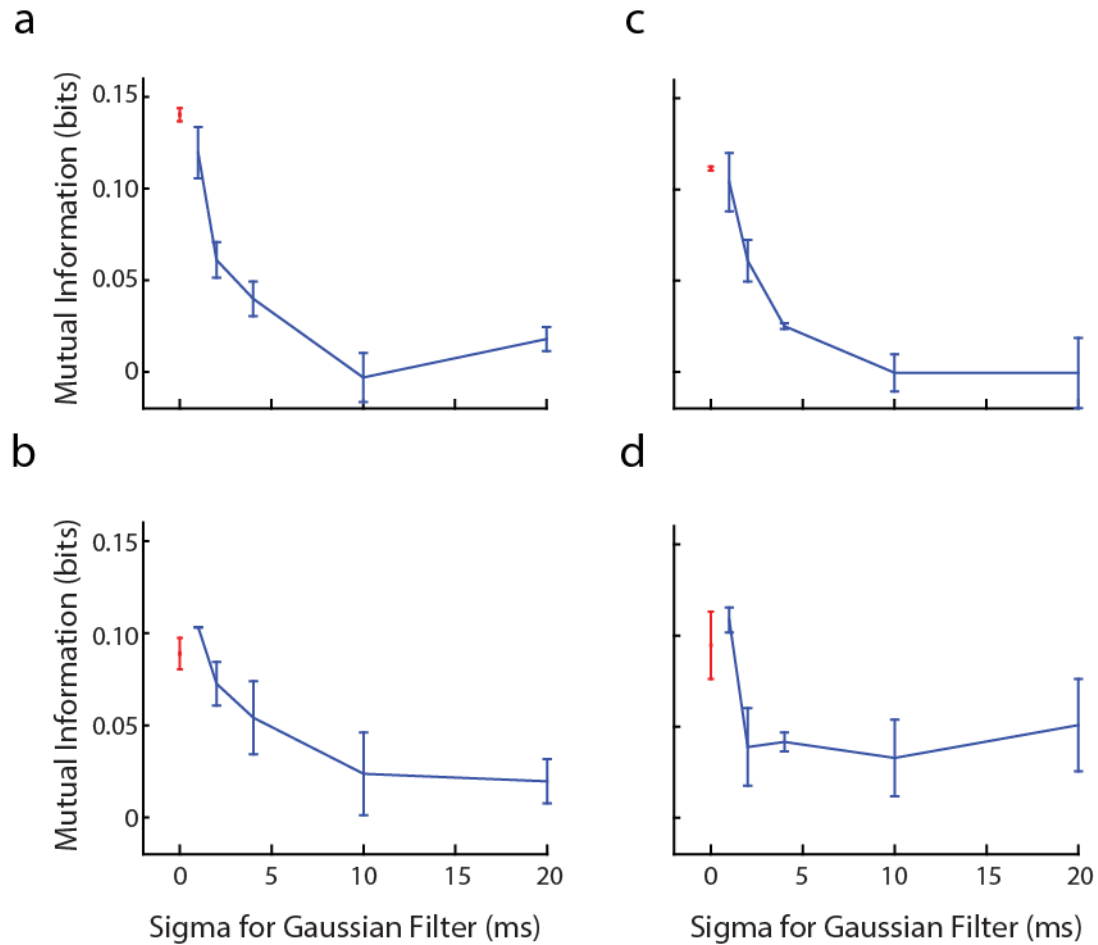 a
Mutual Information (bits)
0.15
0.10
0.05
0
c
b
Mutual Information (bits)
0.15
0.10
0.05
0
0 5 10 15 20
Sigma for Gaussian Filter (ms)
d
0 5 10 15 20
Sigma for Gaussian Filter (ms)